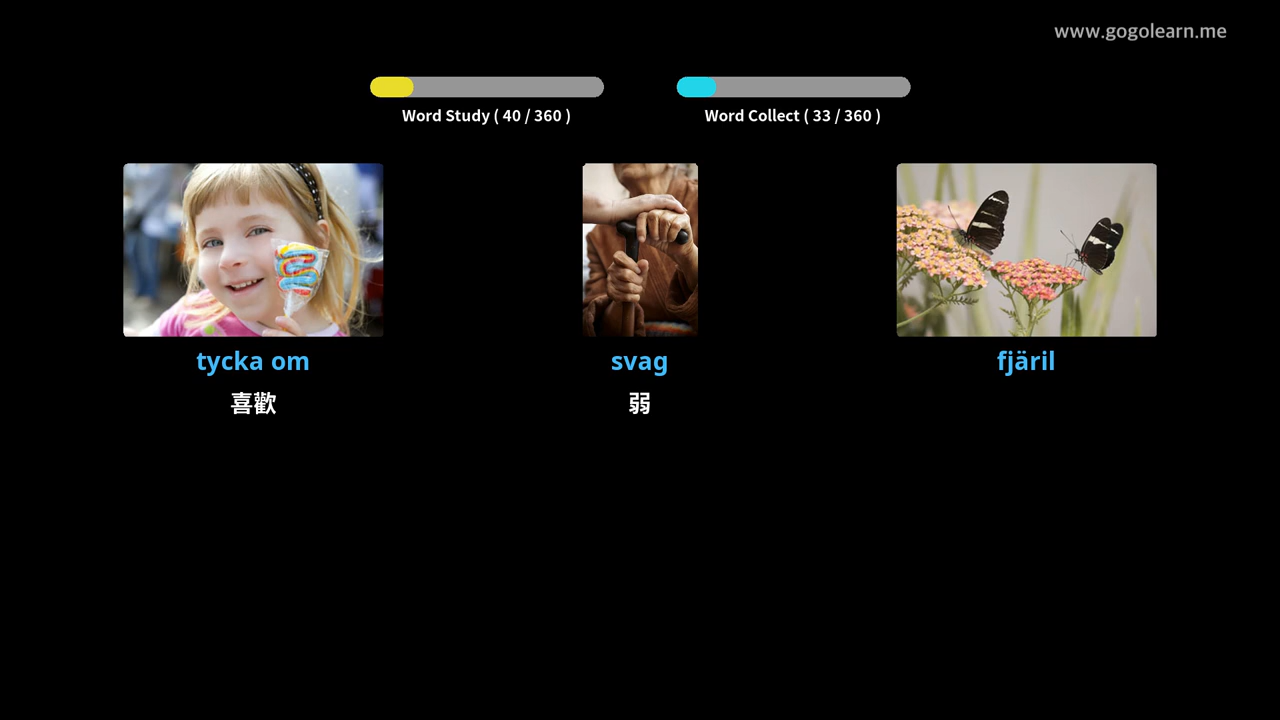 www.gogolearn.me
Word Study ( 40 / 360 )
Word Collect ( 33 / 360 )
tycka om
svag
fjäril
喜歡
弱